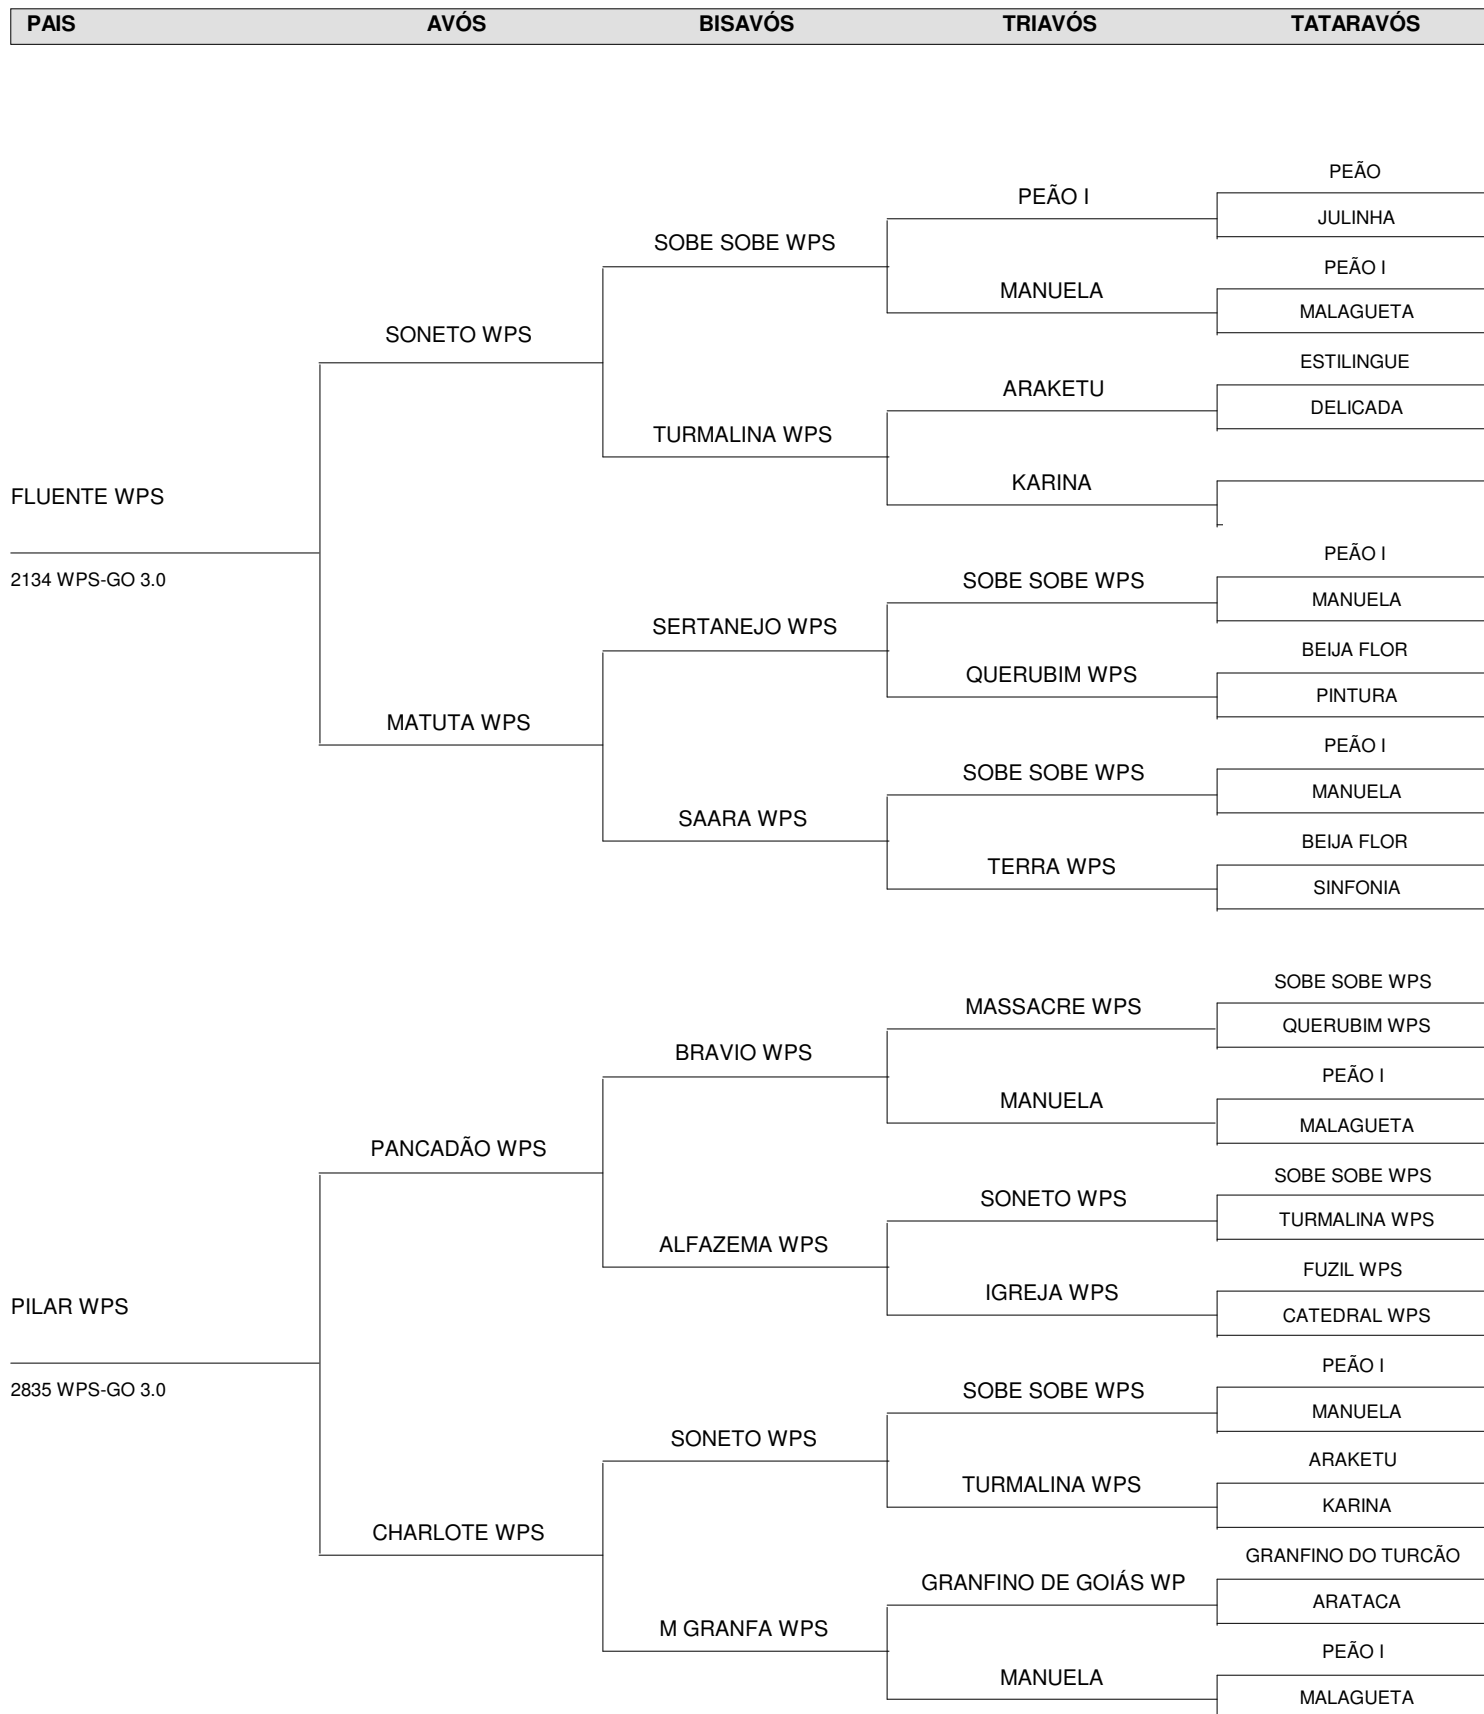 PAIS AVÓS BISAVÓS TRIAVÓS TATARAVÓS
PEÃO
PEÃO I
JULINHA
SOBE SOBE WPS
PEÃO I
MANUELA
MALAGUETA
SONETO WPS
ESTILINGUE
ARAKETU
DELICADA
TURMALINA WPS
KARINA
FLUENTE WPS
PEÃO I
2134 WPS-GO 3.0
SOBE SOBE WPS
MANUELA
SERTANEJO WPS
BEIJA FLOR
QUERUBIM WPS
PINTURA
MATUTA WPS
PEÃO I
SOBE SOBE WPS
MANUELA
SAARA WPS
BEIJA FLOR
TERRA WPS
SINFONIA
SOBE SOBE WPS
MASSACRE WPS
QUERUBIM WPS
BRAVIO WPS
PEÃO I
MANUELA
MALAGUETA
PANCADÃO WPS
SOBE SOBE WPS
SONETO WPS
TURMALINA WPS
ALFAZEMA WPS
FUZIL WPS
IGREJA WPS
CATEDRAL WPS
PILAR WPS
PEÃO I
2835 WPS-GO 3.0
SOBE SOBE WPS
MANUELA
SONETO WPS
ARAKETU
TURMALINA WPS
KARINA
CHARLOTE WPS
GRANFINO DO TURCÃO
GRANFINO DE GOIÁS WP
ARATACA
M GRANFA WPS
PEÃO I
MANUELA
MALAGUETA